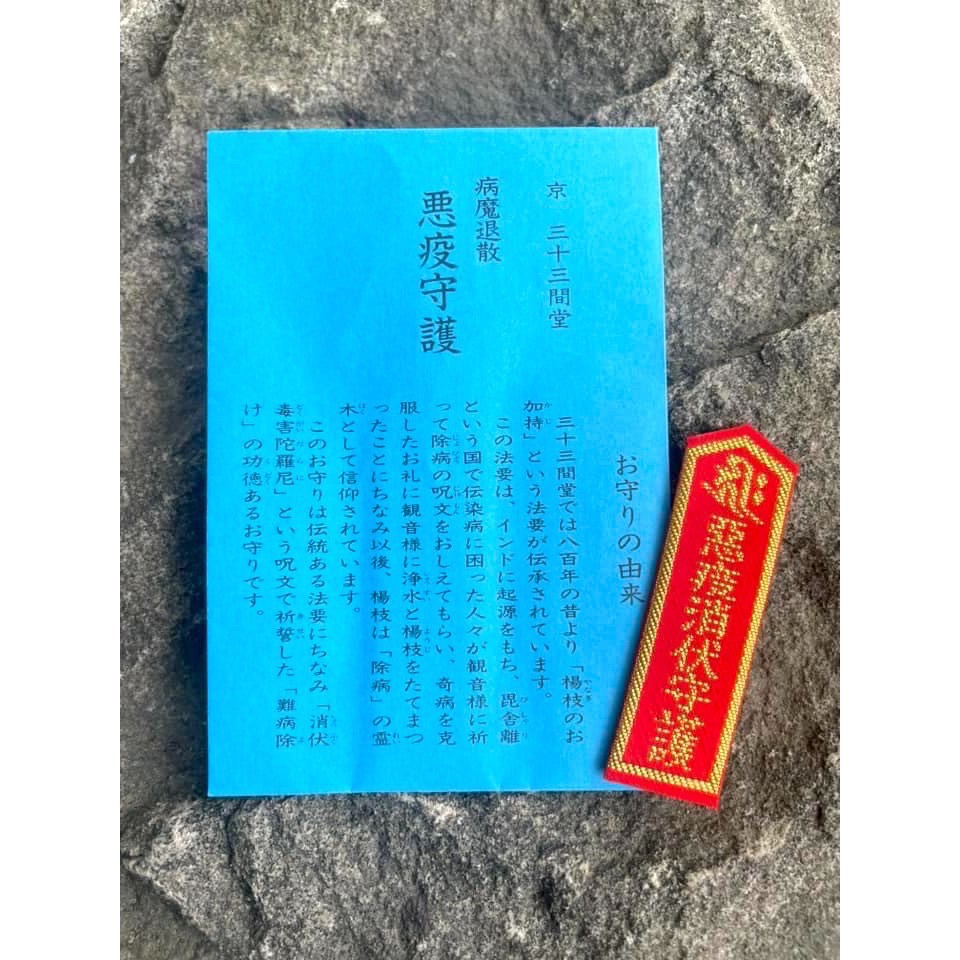 京 三十三間堂
病魔退散
悪疫守護
お守りの由来
三十三間堂では八百年の昔より「楊枝のお
加持」という法要が伝承されています。
この法要は、インドに起源をもち、毘舎離
という国で伝染病に困った人々が観音様に祈
って除病の呪文をおしえてもらい、奇病を克
服したお礼に観音様に浄水と楊枝をたてまつ
ったことにちなみ以後、楊枝は「除病」の霊
木として信仰されています。
このお守りは伝統ある法要にちなみ「消伏
毒害陀羅尼」という呪文で祈誓した「難病除
け」の功徳あるお守りです。
惡疫消伏守護